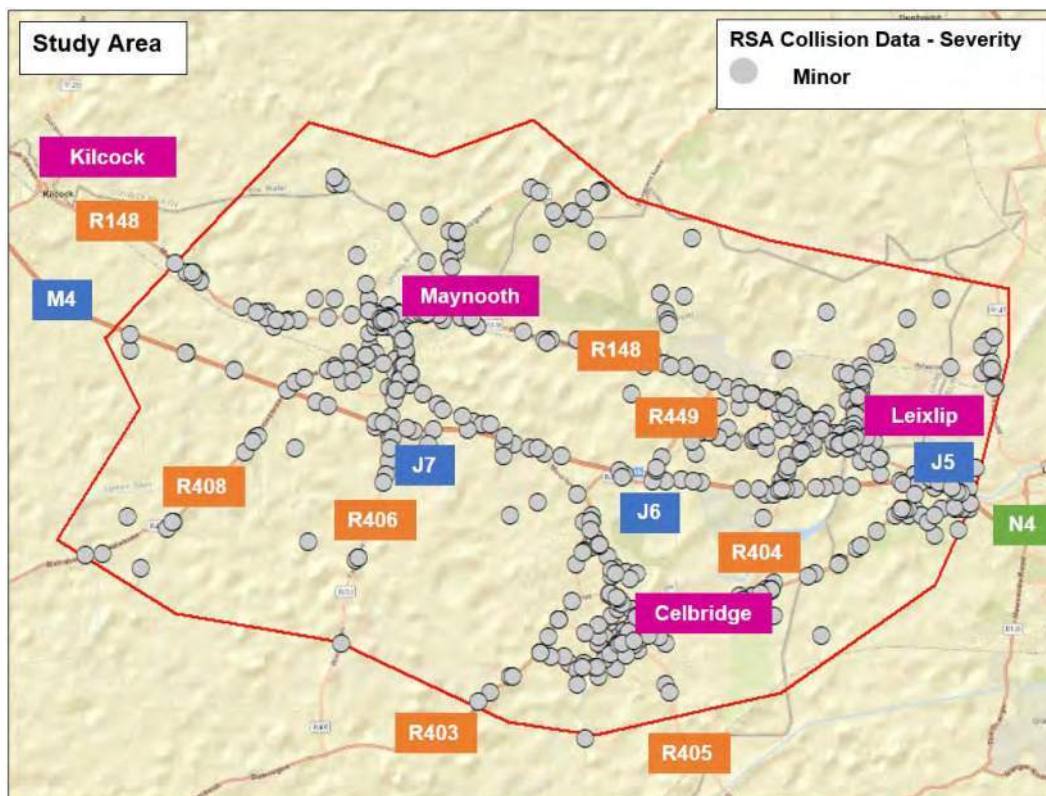 Study Area
RSA Collision Data - Severity
Minor
Kilcock
Kilcock
R148
M4
Maynooth
R148
R449
Leixlip
J5
J7
R408
J6
R406
R404
N4
Celbridge
R403
R405